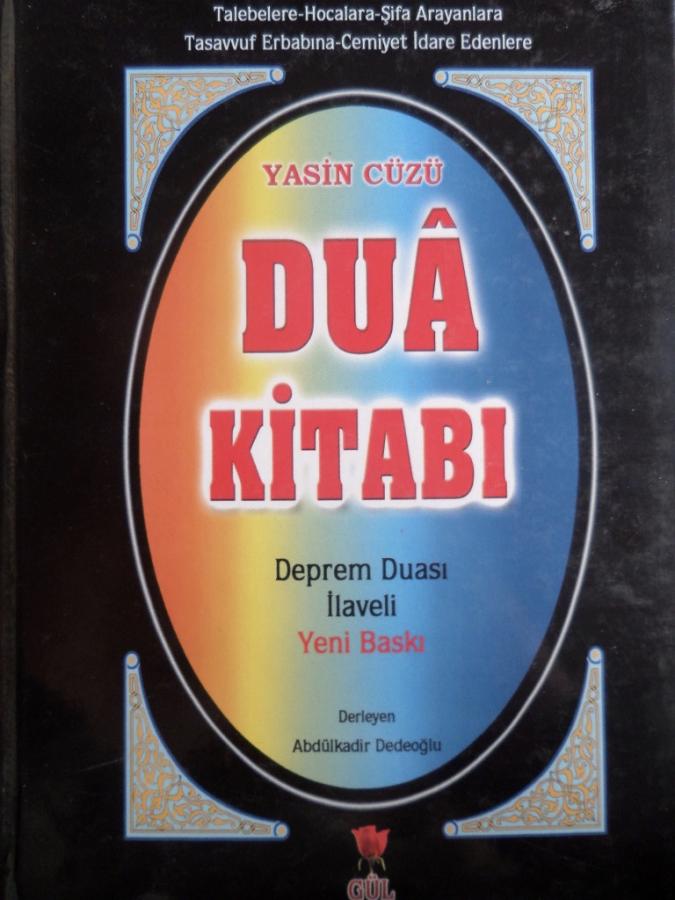 Talebelere-Hocalara-Şifa Arayanlara
Tasavvuf Erbabına-Cemiyet İdare Edenlere
YASİN CÜZÜ
DUÂ
KİTABI
Deprem Duası
İlaveli
Yeni Baskı
Derleyen
Abdülkadir Dedeoğlu
GÜL